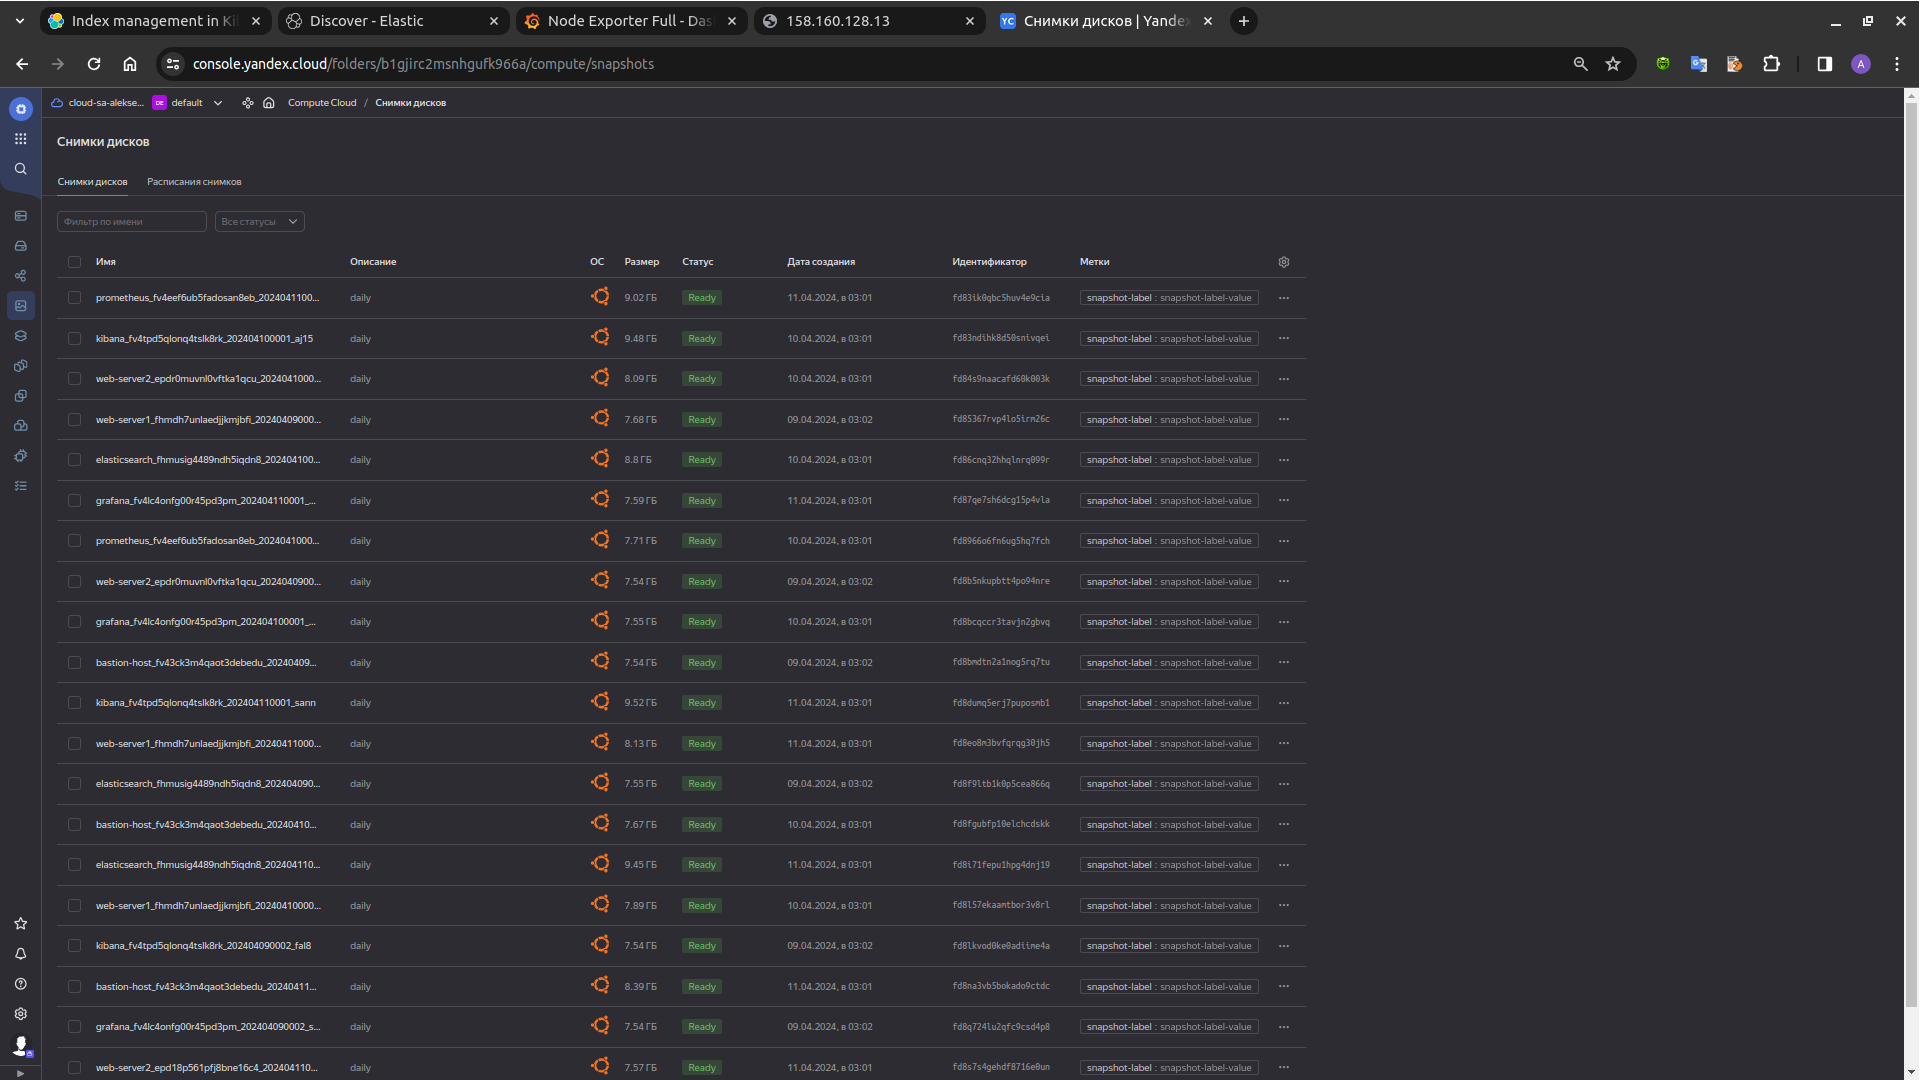 Index management in Ki
Discover - Elastic
Node Exporter Full - Das
158.160.128.13
YC Снимки дисков | Yande
console.yandex.cloud/folders/b1gjirc2msnhgufk966a/compute/snapshots
A
cloud-sa-alekse... DE default Compute Cloud / Снимки дисков
Снимки дисков
Снимки дисков Расписания снимков
Фильтр по имени Все статусы
Имя Описание ОС Размер Статус Дата создания Идентификатор Метки
prometheus_fv4eef6ub5fadosan8eb_2024041100... daily 9.02 ГБ Ready 11.04.2024, в 03:01 fd83ik0qbc5huv4e9cia snapshot-label : snapshot-label-value
kibana_fv4tpd5qlonq4tslk8rk_202404100001_aj15 daily 9.48 ГБ Ready 10.04.2024, в 03:01 fd83ndihk8d50snivqei snapshot-label : snapshot-label-value
web-server2_epdr0muvnl0vftka1qcu_2024041000... daily 8.09 ГБ Ready 10.04.2024, в 03:01 fd84s9naacafd60k003k snapshot-label : snapshot-label-value
web-server1_fhmdh7unlaedjjkmjbfi_20240409000... daily 7.68 ГБ Ready 09.04.2024, в 03:02 fd85367rvp4lo5irm26c snapshot-label : snapshot-label-value
elasticsearch_fhmusig4489ndh5iqdn8_202404100... daily 8.8 ГБ Ready 10.04.2024, в 03:01 fd86cnq32hhqlnrq099r snapshot-label : snapshot-label-value
grafana_fv4lc4onfg00r45pd3pm_202404110001_... daily 7.59 ГБ Ready 11.04.2024, в 03:01 fd87qe7sh6dcg15p4vla snapshot-label : snapshot-label-value
prometheus_fv4eef6ub5fadosan8eb_2024041000... daily 7.71 ГБ Ready 10.04.2024, в 03:01 fd8966o6fn6ug5hq7fch snapshot-label : snapshot-label-value
web-server2_epdr0muvnl0vftka1qcu_2024040900... daily 7.54 ГБ Ready 09.04.2024, в 03:02 fd8b5nkupbtt4po94nre snapshot-label : snapshot-label-value
grafana_fv4lc4onfg00r45pd3pm_202404100001_... daily 7.55 ГБ Ready 10.04.2024, в 03:01 fd8bcqccr3tavjn2gbvq snapshot-label : snapshot-label-value
bastion-host_fv43ck3m4qaot3debedu_20240409... daily 7.54 ГБ Ready 09.04.2024, в 03:02 fd8bmdtn2a1nog5rq7tu snapshot-label : snapshot-label-value
kibana_fv4tpd5qlonq4tslk8rk_202404110001_sann daily 9.52 ГБ Ready 11.04.2024, в 03:01 fd8dumq5erj7puposmb1 snapshot-label : snapshot-label-value
web-server1_fhmdh7unlaedjjkmjbfi_20240411000... daily 8.13 ГБ Ready 11.04.2024, в 03:01 fd8eo8m3bvfqrqg30jh5 snapshot-label : snapshot-label-value
elasticsearch_fhmusig4489ndh5iqdn8_202404090... daily 7.55 ГБ Ready 09.04.2024, в 03:02 fd8f9ltb1k0p5cea866q snapshot-label : snapshot-label-value
bastion-host_fv43ck3m4qaot3debedu_20240410... daily 7.67 ГБ Ready 10.04.2024, в 03:01 fd8fgubfp10elchcdskk snapshot-label : snapshot-label-value
elasticsearch_fhmusig4489ndh5iqdn8_202404110... daily 9.45 ГБ Ready 11.04.2024, в 03:01 fd8i71fepu1hpg4dnj19 snapshot-label : snapshot-label-value
web-server1_fhmdh7unlaedjjkmjbfi_20240410000... daily 7.89 ГБ Ready 10.04.2024, в 03:01 fd8l57ekaamtbor3v8rl snapshot-label : snapshot-label-value
kibana_fv4tpd5qlonq4tslk8rk_202404090002_fal8 daily 7.54 ГБ Ready 09.04.2024, в 03:02 fd8lkvod0ke0adiime4a snapshot-label : snapshot-label-value
bastion-host_fv43ck3m4qaot3debedu_20240411... daily 8.39 ГБ Ready 11.04.2024, в 03:01 fd8na3vb5bokado9ctdc snapshot-label : snapshot-label-value
grafana_fv4lc4onfg00r45pd3pm_202404090002_s... daily 7.54 ГБ Ready 09.04.2024, в 03:02 fd8q724lu2qfc9csd4p8 snapshot-label : snapshot-label-value
web-server2_epd18p561pfj8bne16c4_202404110... daily 7.57 ГБ Ready 11.04.2024, в 03:01 fd8s7s4gehdf8716e0un snapshot-label : snapshot-label-value